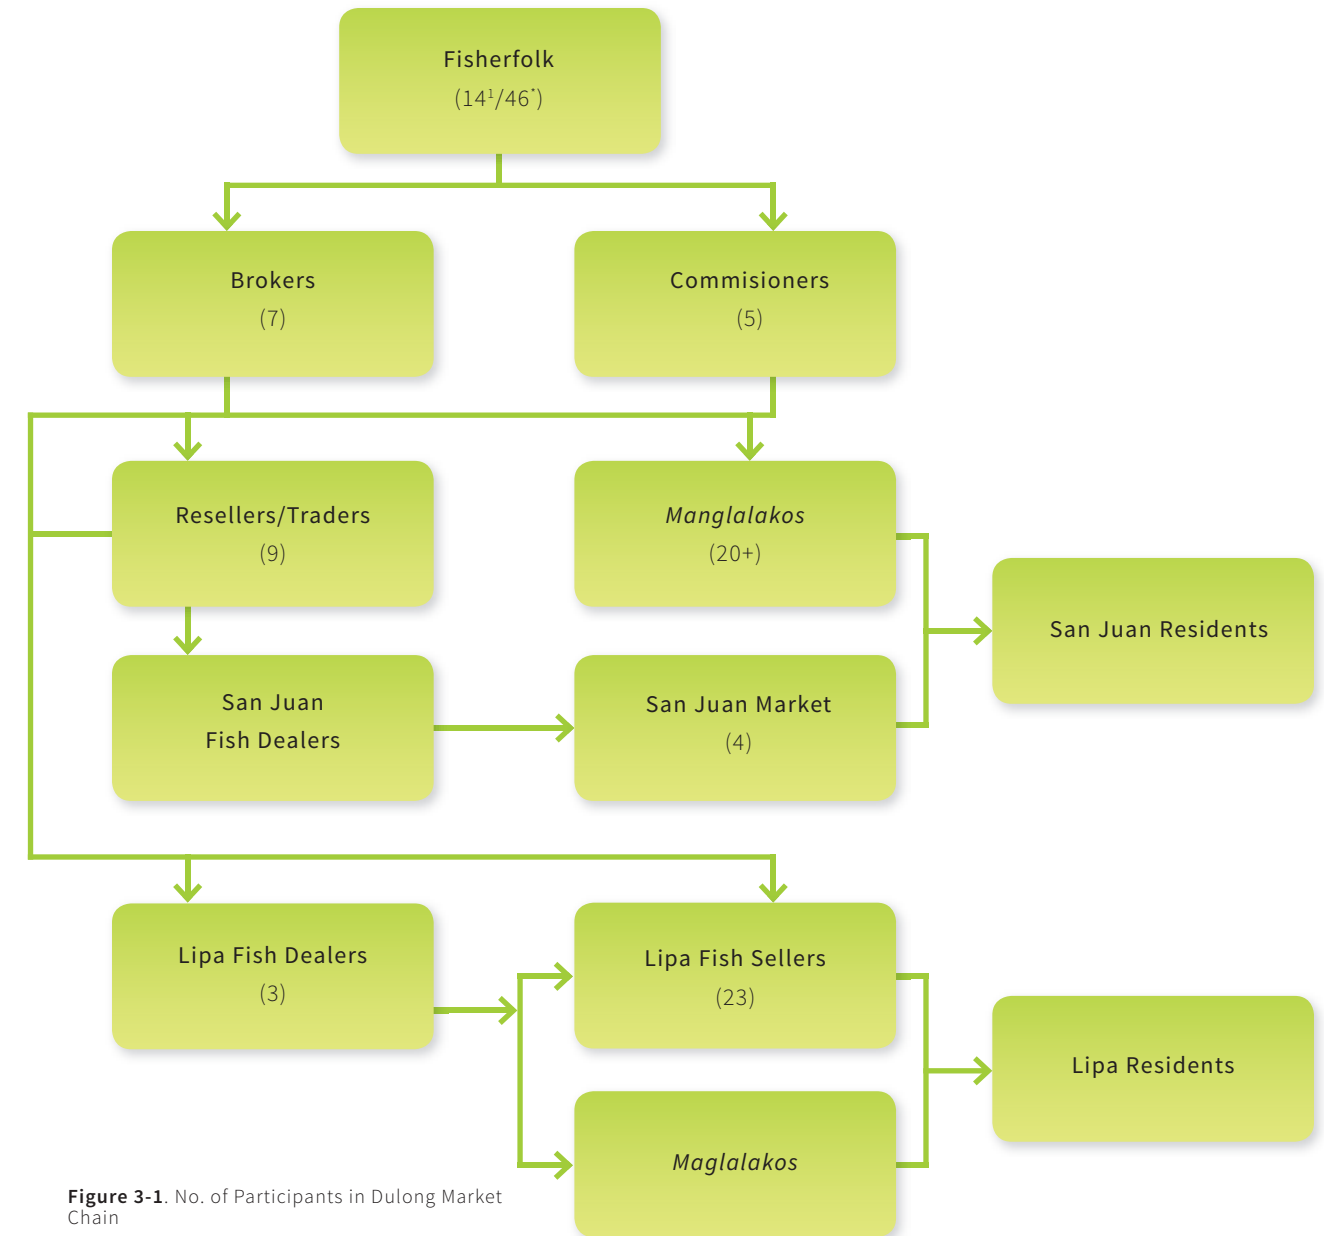 Fisherfolk
(14¹/46*)
Brokers
(7)
Commisioners
(5)
Resellers/Traders
(9)
Manglalakos
(20+)
San Juan Residents
San Juan
Fish Dealers
San Juan Market
(4)
Lipa Fish Dealers
(3)
Lipa Fish Sellers
(23)
Lipa Residents
Maglalakos
Figure 3-1. No. of Participants in Dulong Market
Chain